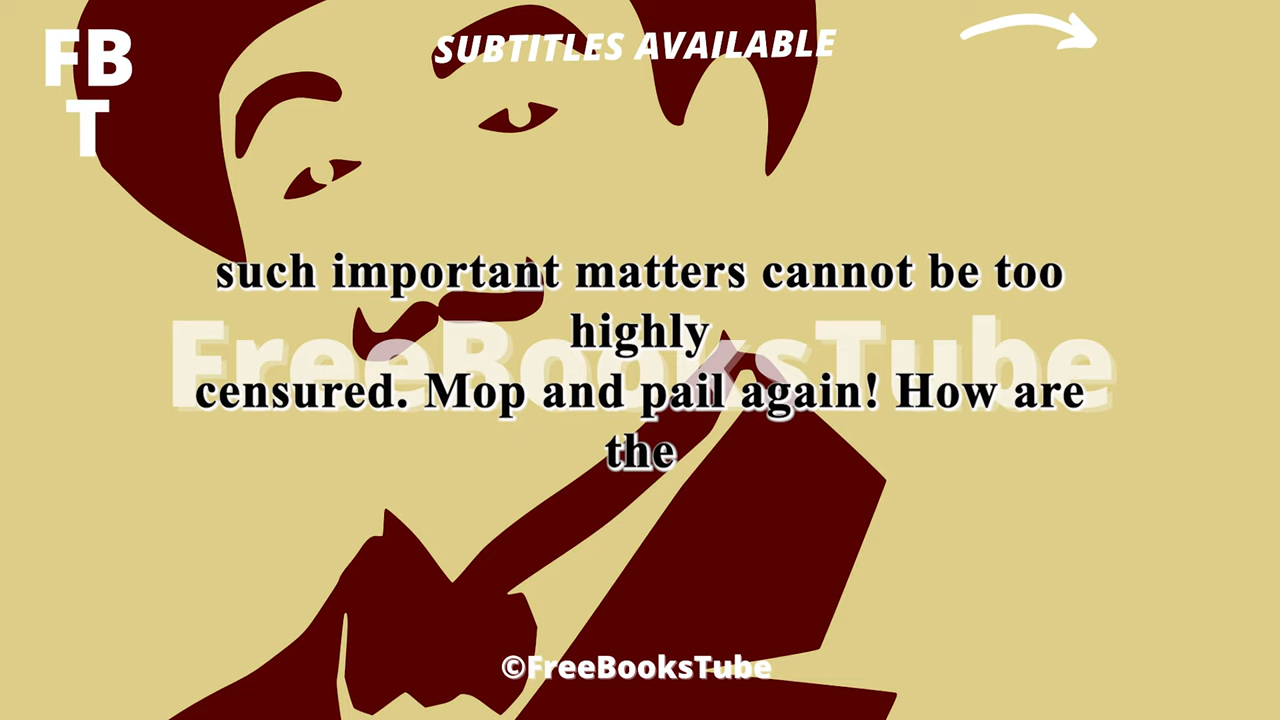 FB
T
SUBTITLES AVAILABLE
such important matters cannot be too
highly
FreeBooksTube
censured. Mop and pail again! How are
the
©FreeBooksTube